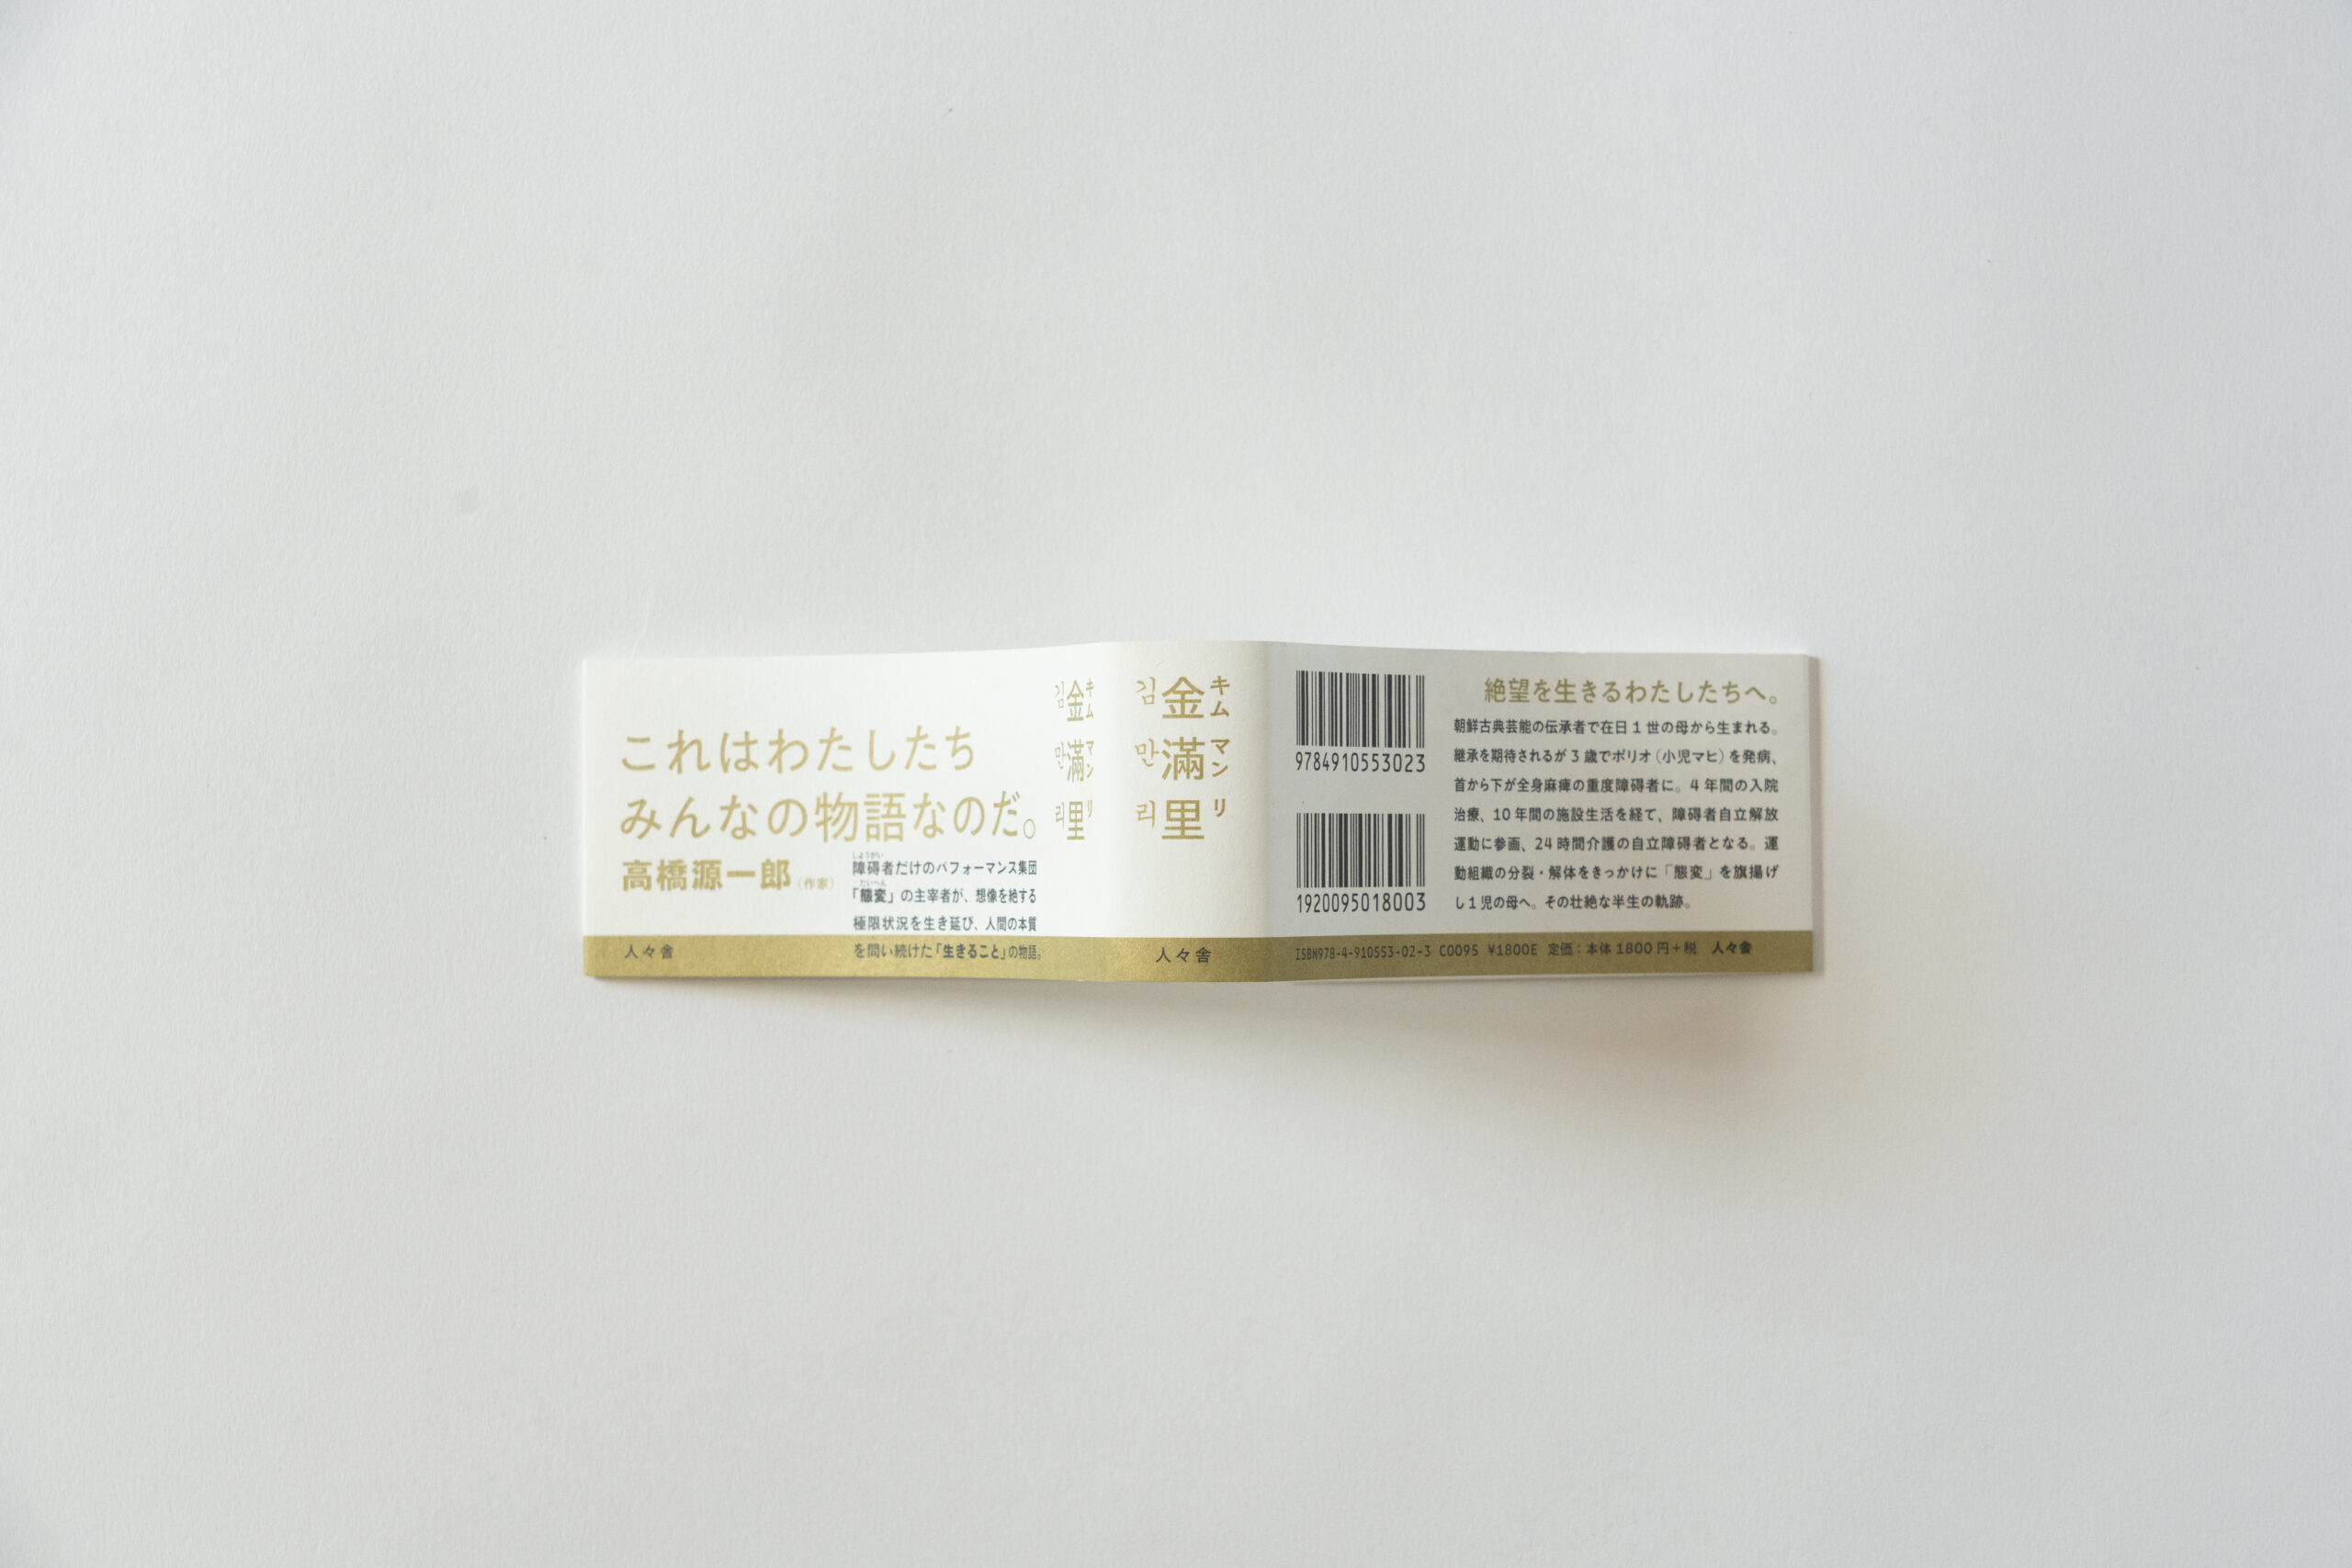 これはわたしたち
みんなの物語なのだ。
高橋源一郎（作家）
しょうがい
障碍者だけのパフォーマンス集団
たいへん
「態変」の主宰者が、想像を絶する
極限状況を生き延び、人間の本質
を問い続けた「生きること」の物語。
人々舎
キム マン リ
金滿里
김만리
キム マン リ
金滿里
김만리
人々舎
9784910553023
1920095018003
絶望を生きるわたしたちへ。
朝鮮古典芸能の伝承者で在日1世の母から生まれる。
継承を期待されるが3歳でポリオ（小児マヒ）を発病、
首から下が全身麻痺の重度障碍者に。4年間の入院
治療、10年間の施設生活を経て、障碍者自立解放
運動に参画、24時間介護の自立障碍者となる。運
動組織の分裂・解体をきっかけに「態変」を旗揚げ
し1児の母へ。その壮絶な半生の軌跡。
ISBN978-4-910553-02-3 C0095 ¥1800E 定価：本体1800円＋税 人々舎